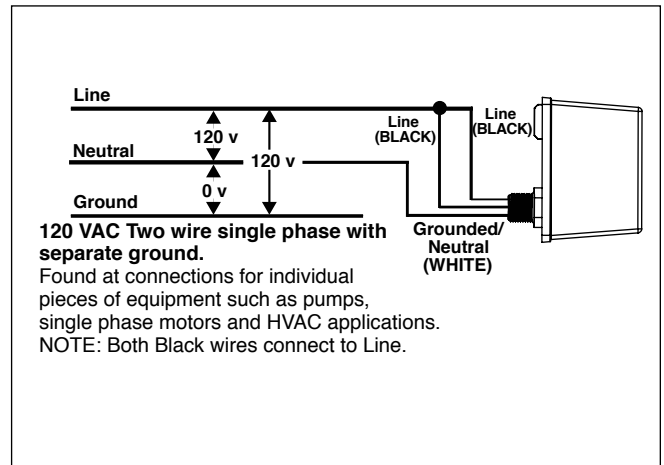 Line
120 v
Line
(BLACK)
Line
(BLACK)
Neutral
120 v
0 v
Ground
Grounded/
Neutral
(WHITE)
120 VAC Two wire single phase with
separate ground.
Found at connections for individual
pieces of equipment such as pumps,
single phase motors and HVAC applications.
NOTE: Both Black wires connect to Line.